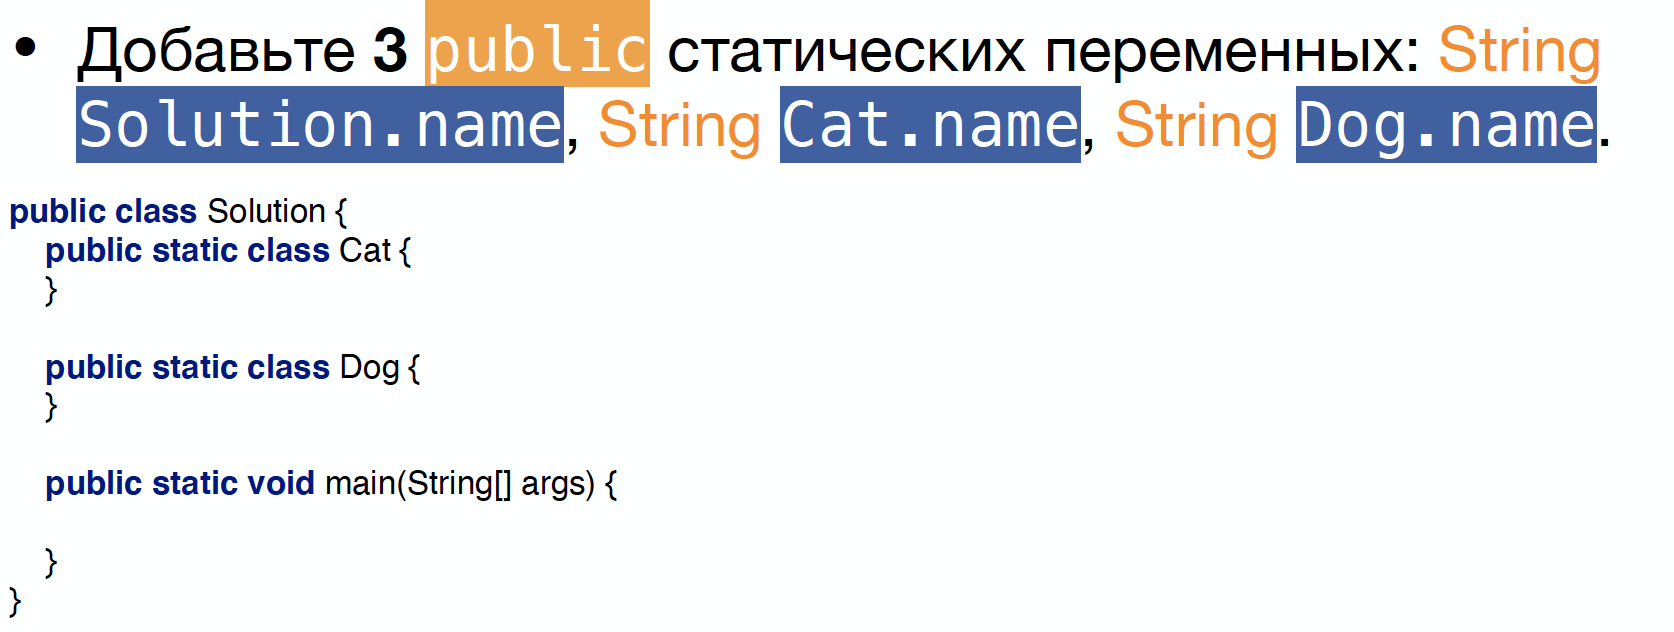 • Добавьте 3 public статических переменных: String
Solution.name, String Cat.name, String Dog.name.
public class Solution {
public static class Cat {
}
public static class Dog {
}
public static void main(String[] args) {
}
}